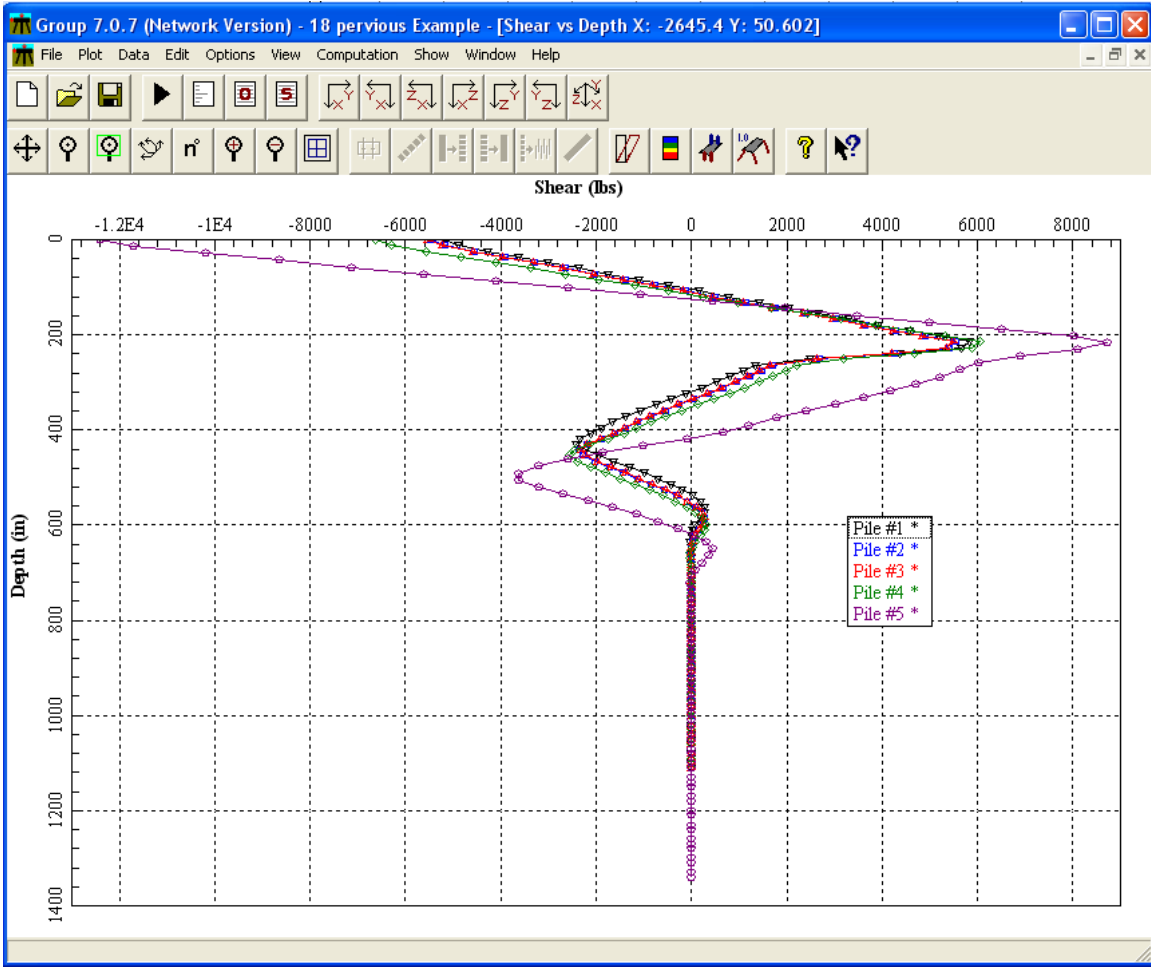 Group 7.0.7 (Network Version) - 18 pervious Example - [Shear vs Depth X: -2645.4 Y: 50.602]
File Plot Data Edit Options View Computation Show Window Help
O S X Y Y X Z X X Z Z Y Y Z Z Y X
n° 1.0 ? ?
Shear (lbs)
-1.2E4 -1E4 -8000 -6000 -4000 -2000 0 2000 4000 6000 8000
Depth (in)
0
200
400
600
800
1000
1200
1400
Pile #1 *
Pile #2 *
Pile #3 *
Pile #4 *
Pile #5 *